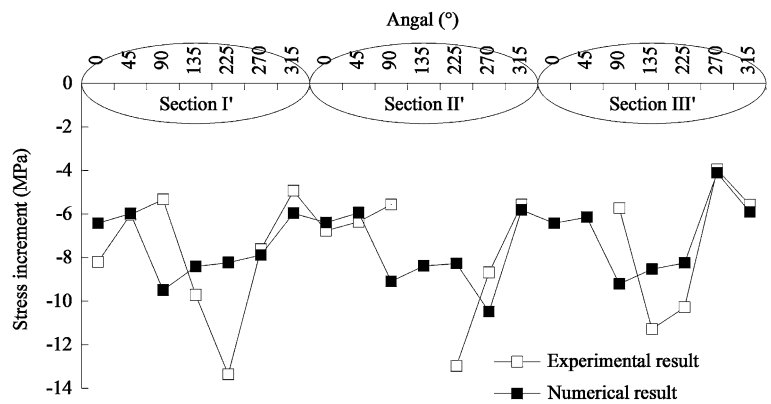 Angal (°)
0 45 90 135 225 270 315 0 45 90 135 225 270 315 0 45 90 135 225 270 315
Section I' Section II' Section III'
Stress increment (MPa)
0
-2
-4
-6
-8
-10
-12
-14
Experimental result
Numerical result